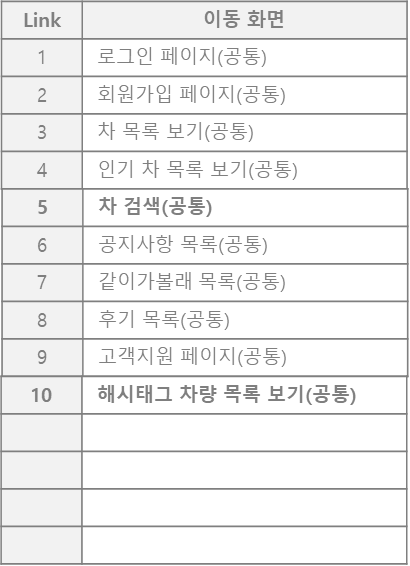 Link 이동 화면
1 로그인 페이지(공통)
2 회원가입 페이지(공통)
3 차 목록 보기(공통)
4 인기 차 목록 보기(공통)
5 차 검색(공통)
6 공지사항 목록(공통)
7 같이가볼래 목록(공통)
8 후기 목록(공통)
9 고객지원 페이지(공통)
10 해시태그 차량 목록 보기(공통)